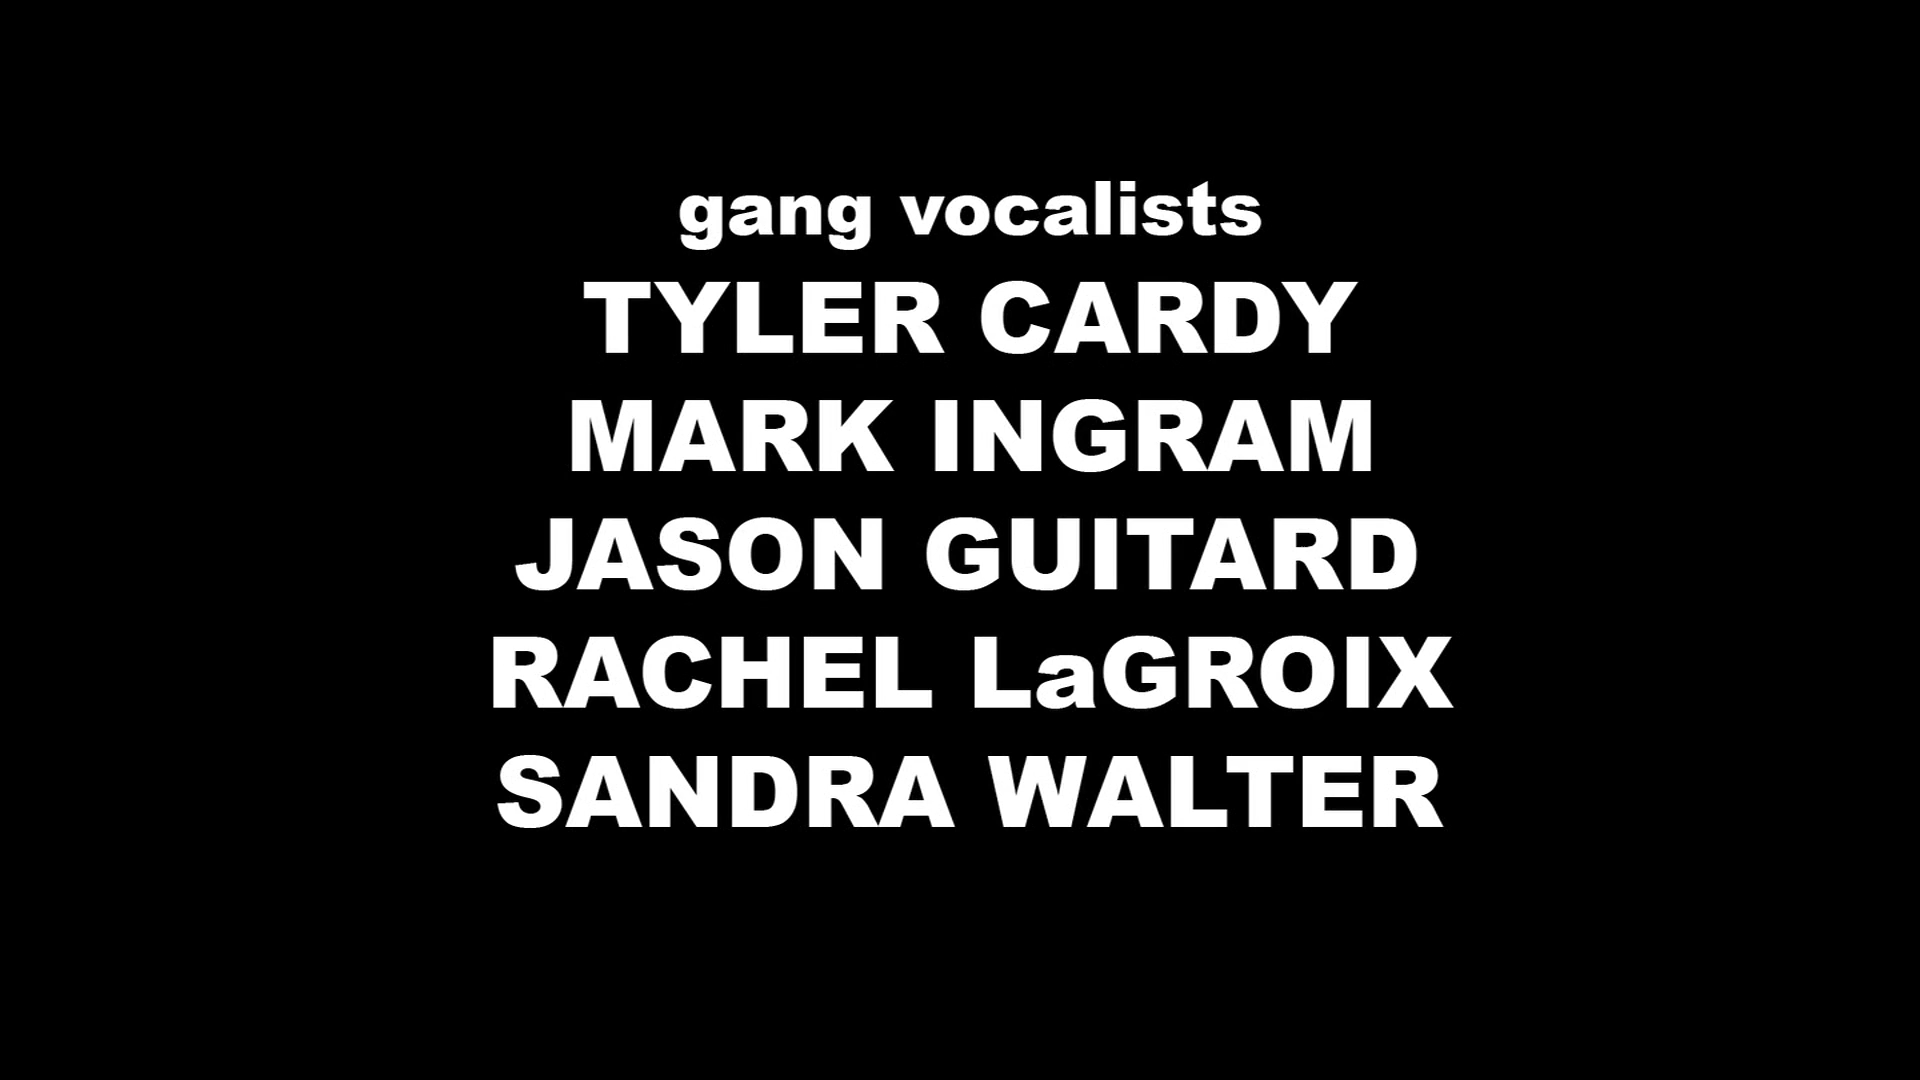 gang vocalists
TYLER CARDY
MARK INGRAM
JASON GUITARD
RACHEL LaGROIX
SANDRA WALTER